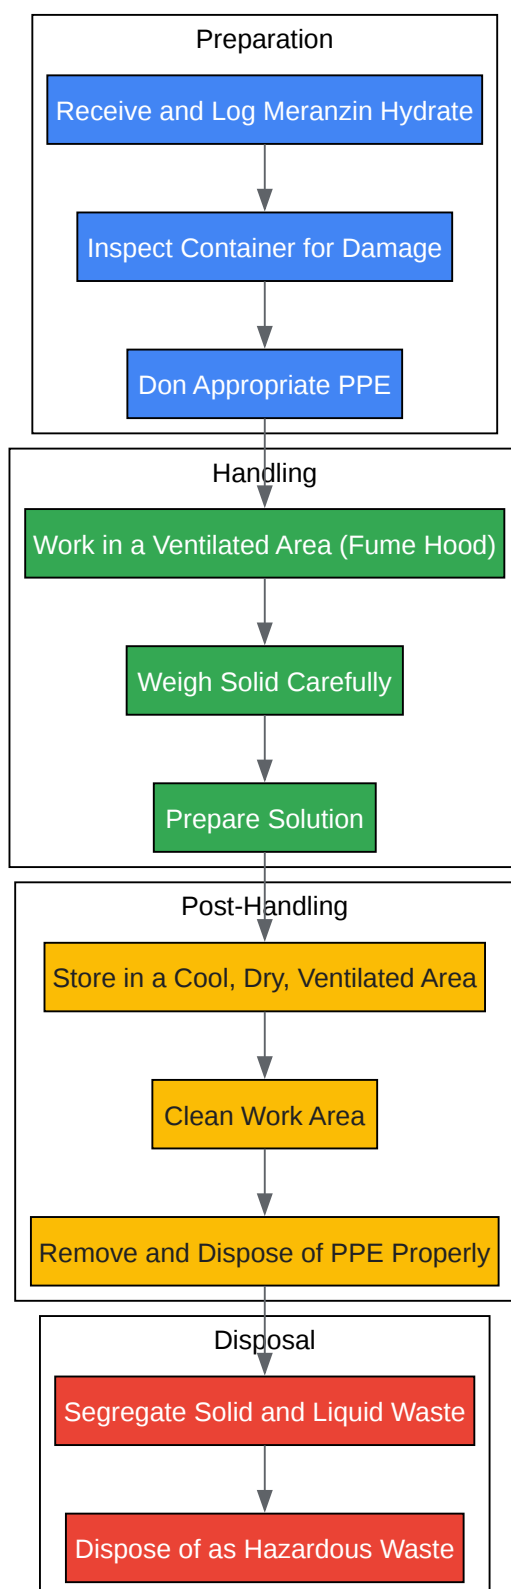 Preparation
Receive and Log Meranzin Hydrate
Inspect Container for Damage
Don Appropriate PPE
Handling
Work in a Ventilated Area (Fume Hood)
Weigh Solid Carefully
Prepare Solution
Post-Handling
Store in a Cool, Dry, Ventilated Area
Clean Work Area
Remove and Dispose of PPE Properly
Disposal
Segregate Solid and Liquid Waste
Dispose of as Hazardous Waste